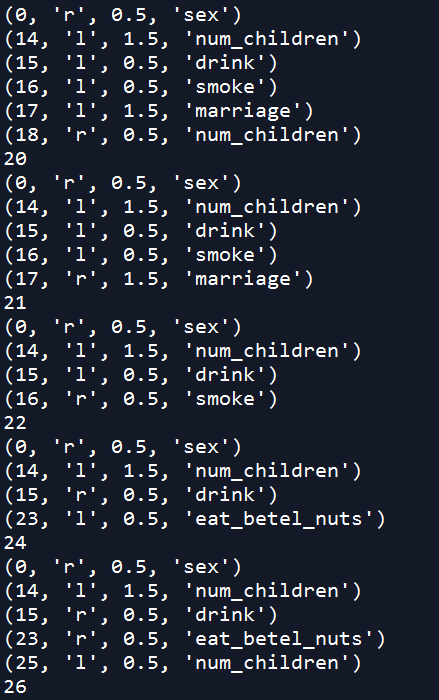 (0, 'r', 0.5, 'sex')
(14, 'l', 1.5, 'num_children')
(15, 'l', 0.5, 'drink')
(16, 'l', 0.5, 'smoke')
(17, 'l', 1.5, 'marriage')
(18, 'r', 0.5, 'num_children')
20
(0, 'r', 0.5, 'sex')
(14, 'l', 1.5, 'num_children')
(15, 'l', 0.5, 'drink')
(16, 'l', 0.5, 'smoke')
(17, 'r', 1.5, 'marriage')
21
(0, 'r', 0.5, 'sex')
(14, 'l', 1.5, 'num_children')
(15, 'l', 0.5, 'drink')
(16, 'r', 0.5, 'smoke')
22
(0, 'r', 0.5, 'sex')
(14, 'l', 1.5, 'num_children')
(15, 'r', 0.5, 'drink')
(23, 'l', 0.5, 'eat_betel_nuts')
24
(0, 'r', 0.5, 'sex')
(14, 'l', 1.5, 'num_children')
(15, 'r', 0.5, 'drink')
(23, 'r', 0.5, 'eat_betel_nuts')
(25, 'l', 0.5, 'num_children')
26